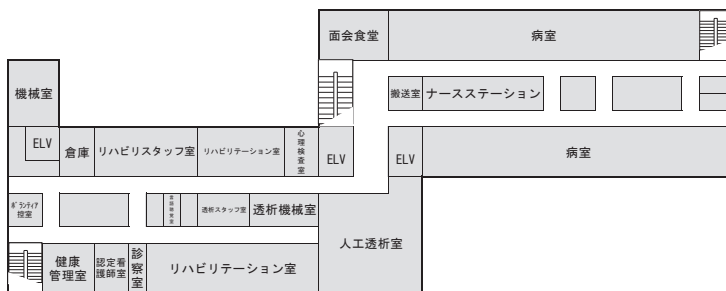 面会食堂
病室
機械室
搬送室
ナースステーション
ELV
倉庫
リハビリスタッフ室
リハビリテーション室
心理検査室
ELV
ELV
病室
ﾎﾞﾗﾝﾃｨｱ
控室
透析スタッフ室
透析機械室
人工透析室
健康
管理室
認定看
護師室
診察室
リハビリテーション室